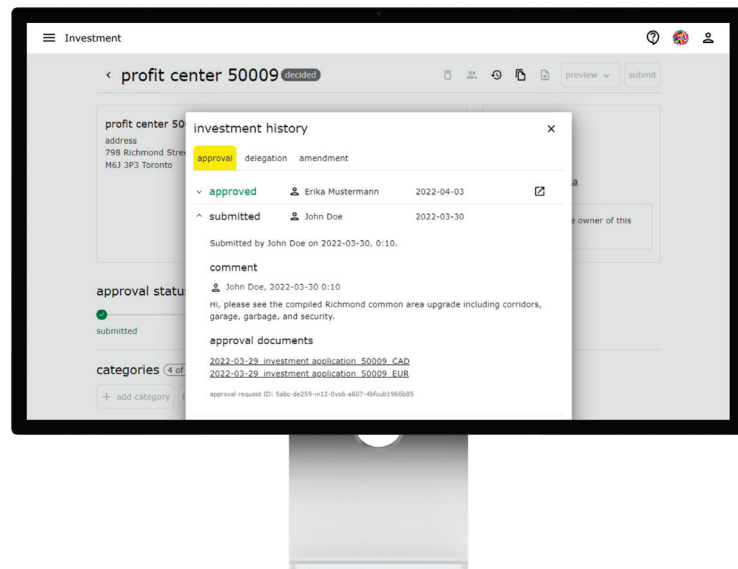 Investment
profit center 50009 decided
preview
submit
profit center 50
address
798 Richmond Stre
M6J 3P3 Toronto
investment history
approval delegation amendment
approved Erika Mustermann 2022-04-03
submitted John Doe 2022-03-30
Submitted by John Doe on 2022-03-30, 0:10.
comment
John Doe, 2022-03-30 0:10
Hi, please see the compiled Richmond common area upgrade including corridors,
garage, garbage, and security.
approval documents
2022-03-29 investment application 50009 CAD
2022-03-29 investment application 50009 EUR
approval request ID: 5abc-de259-in12-0vs6-a607-4bfcub1966b85
a
e owner of this
approval statu
submitted
categories 4 of
+ add category